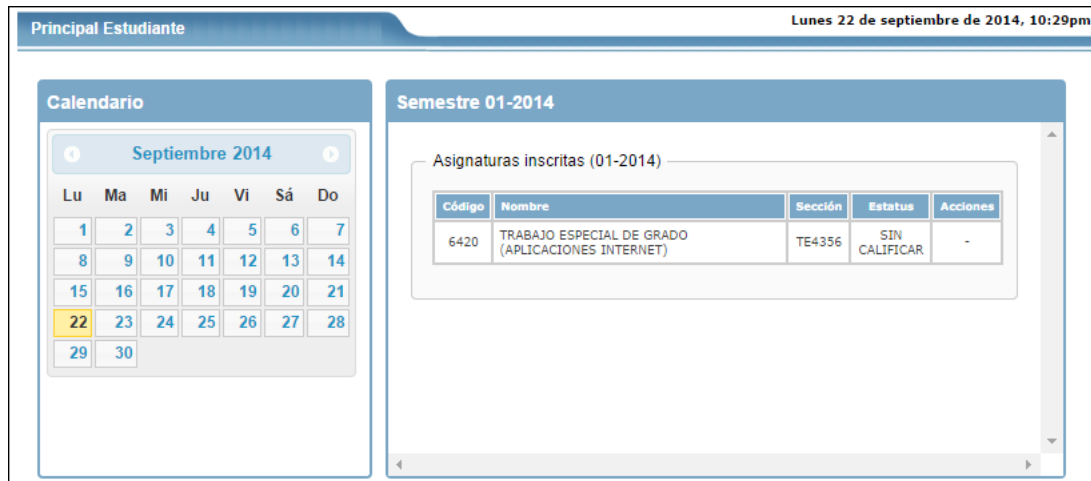 Principal Estudiante
Lunes 22 de septiembre de 2014, 10:29pm
Calendario
Septiembre 2014
Lu Ma Mi Ju Vi Sá Do
1 2 3 4 5 6 7
8 9 10 11 12 13 14
15 16 17 18 19 20 21
22 23 24 25 26 27 28
29 30
Semestre 01-2014
Asignaturas inscritas (01-2014)
Código Nombre Sección Estatus Acciones
6420 TRABAJO ESPECIAL DE GRADO (APLICACIONES INTERNET) TE4356 SIN CALIFICAR -